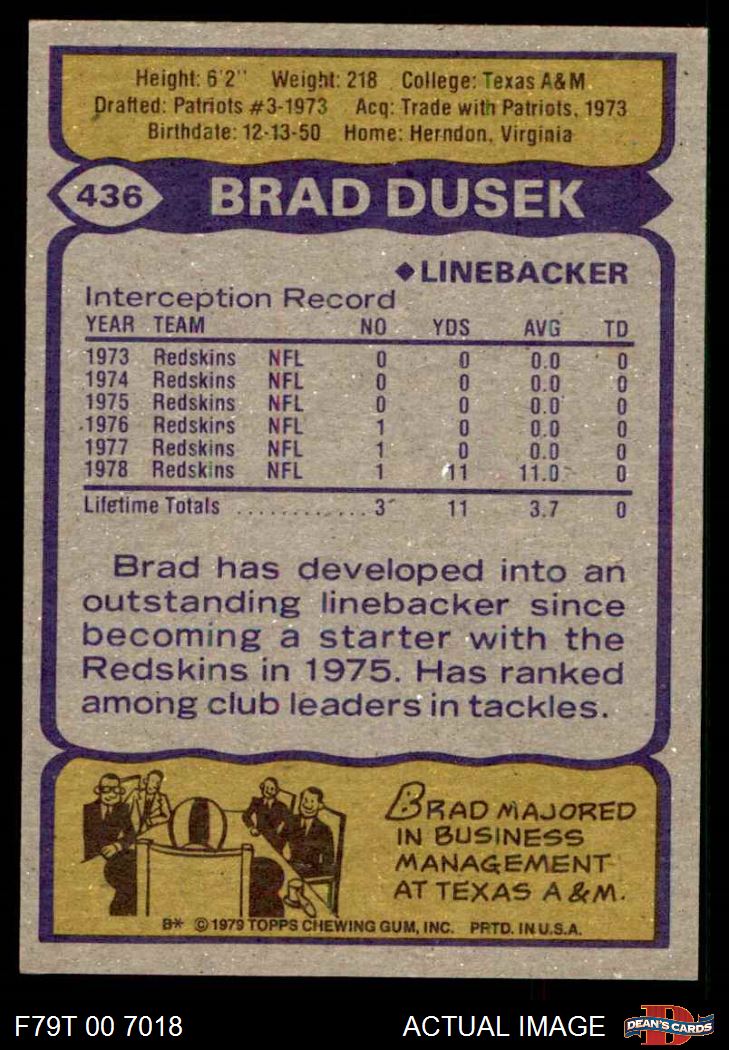 Height: 6'2" Weight: 218 College: Texas A&M
Drafted: Patriots #3-1973 Acq: Trade with Patriots, 1973
Birthdate: 12-13-50 Home: Herndon, Virginia
436 BRAD DUSEK
◆LINEBACKER
Interception Record
YEAR TEAM NO YDS AVG TD
1973 Redskins NFL 0 0 0.0 0
1974 Redskins NFL 0 0 0.0 0
1975 Redskins NFL 0 0 0.0 0
1976 Redskins NFL 1 0 0.0 0
1977 Redskins NFL 1 0 0.0 0
1978 Redskins NFL 1 11 11.0 0
Lifetime Totals ............ 3 11 3.7 0
Brad has developed into an
outstanding linebacker since
becoming a starter with the
Redskins in 1975. Has ranked
among club leaders in tackles.
BRAD MAJORED
IN BUSINESS
MANAGEMENT
AT TEXAS A & M.
B* © 1979 TOPPS CHEWING GUM, INC. PRTD. IN U.S.A.
F79T 00 7018 ACTUAL IMAGE D DEAN'S CARDS